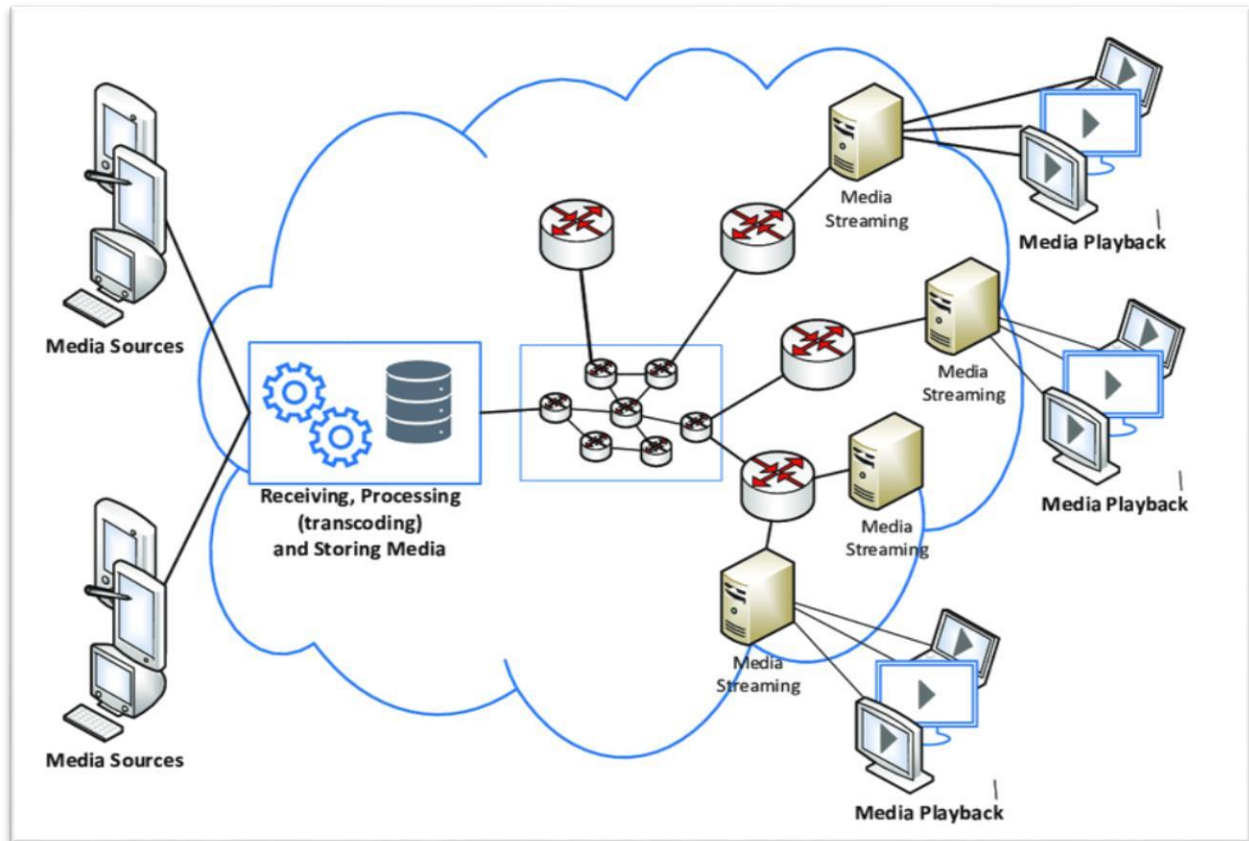 Media
Streaming
Media Playback
Media Sources
Media
Streaming
Receiving, Processing
(transcoding)
and Storing Media
Media Playback
Media
Streaming
Media
Streaming
Media Sources
Media Playback